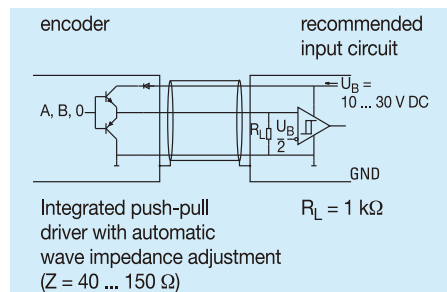 encoder
recommended
input circuit
U_B =
10 ... 30 V DC
A, B, 0
R_L
U_B
2
GND
Integrated push-pull
driver with automatic
wave impedance adjustment
(Z = 40 ... 150 Ω)
R_L = 1 kΩ